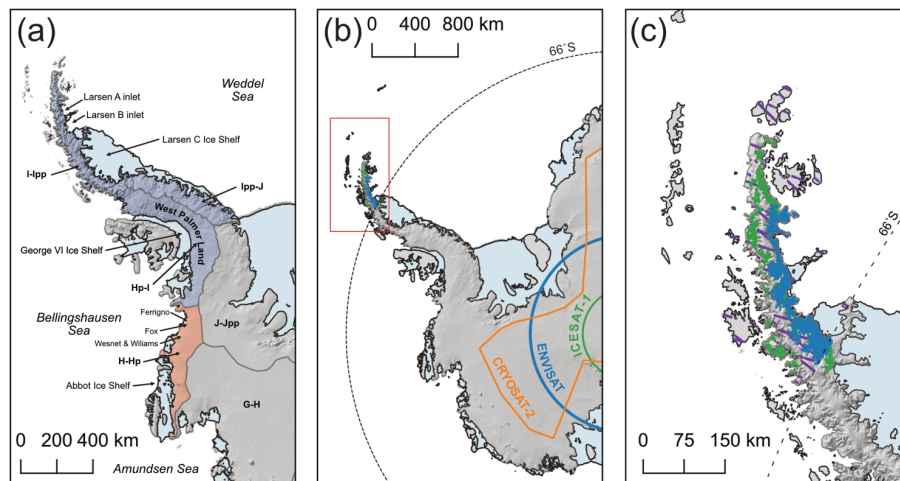 (a)
Weddel
Sea
Larsen A inlet
Larsen B inlet
Larsen C Ice Shelf
I-Ipp
Ipp-J
West Palmer
Land
George VI Ice Shelf
Hp-I
Ferrigno
Bellingshausen
Sea
Fox
J-Jpp
Wesnet & Wiliams
H-Hp
Abbot Ice Shelf
G-H
0 200 400 km
Amundsen Sea
(b)
0 400 800 km
66°S
ICESAT-1
ENVISAT
CRYOSAT-2
(c)
66°S
0 75 150 km